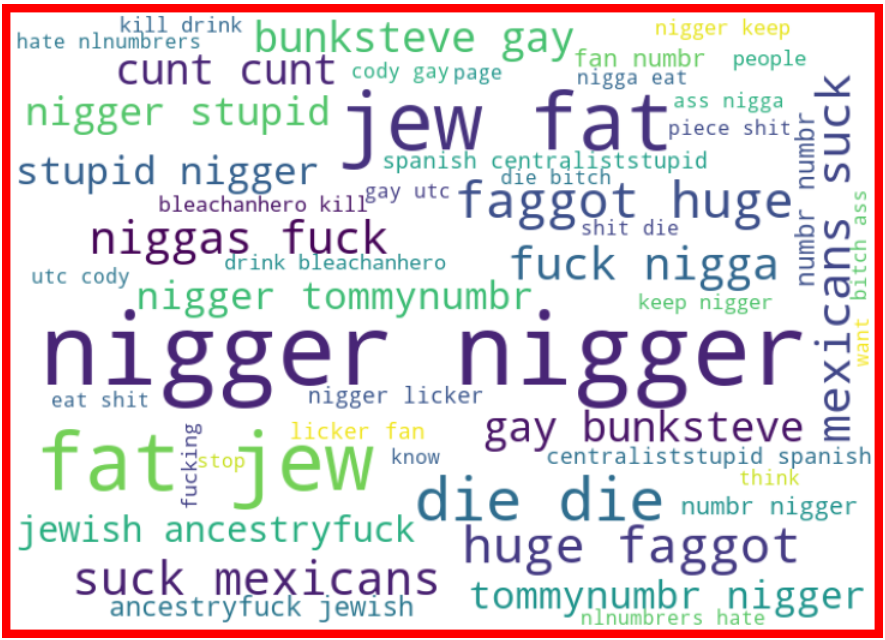 kill drink
nigger keep
hate nlnumbrers
bunksteve gay
fan numbr
people
cunt cunt
cody gay
page
nigga eat
nigger stupid
jew fat
ass nigga
piece shit
mexicans suck
numbr numbr
stupid nigger
spanish centraliststupid
die bitch
gay utc
faggot huge
bleachanhero kill
shit die
niggas fuck
drink bleachanhero
fuck nigga
bitch ass
utc cody
nigger tommynumbr
keep nigger
nigger nigger
want
eat shit
nigger licker
gay bunksteve
fat jew
fucking
licker fan
stop
know
centraliststupid spanish
think
die die
numbr nigger
jewish ancestryfuck
huge faggot
suck mexicans
tommynumbr nigger
ancestryfuck jewish
nlnumbrers hate